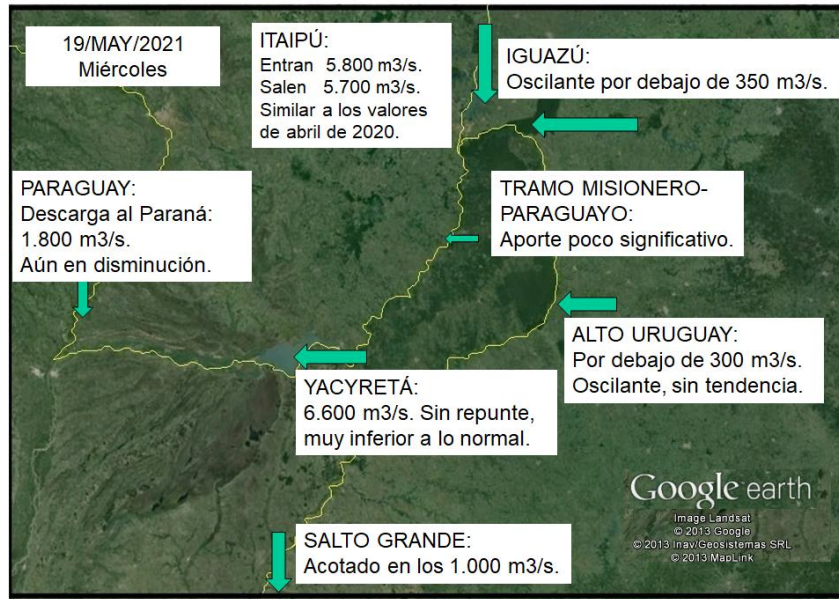 19/MAY/2021
Miércoles
ITAIPÚ:
Entran 5.800 m3/s.
Salen 5.700 m3/s.
Similar a los valores
de abril de 2020.
IGUAZÚ:
Oscilante por debajo de 350 m3/s.
PARAGUAY:
Descarga al Paraná:
1.800 m3/s.
Aún en disminución.
TRAMO MISIONERO-
PARAGUAYO:
Aporte poco significativo.
ALTO URUGUAY:
Por debajo de 300 m3/s.
Oscilante, sin tendencia.
YACYRETÁ:
6.600 m3/s. Sin repunte,
muy inferior a lo normal.
SALTO GRANDE:
Acotado en los 1.000 m3/s.
Google earth
Image Landsat
© 2013 Google
© 2013 Inav/Geosistemas SRL
© 2013 MapLink